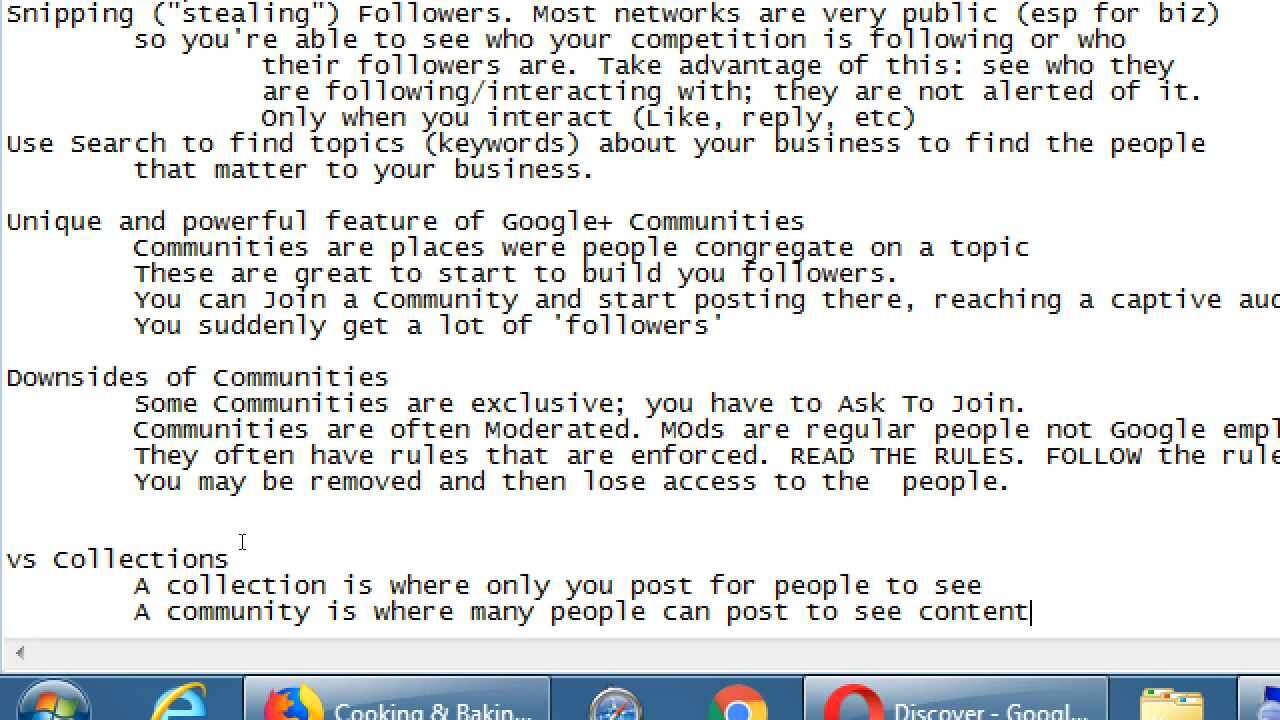 Snipping ("stealing") Followers. Most networks are very public (esp for biz)
so you're able to see who your competition is following or who
their followers are. Take advantage of this: see who they
are following/interacting with; they are not alerted of it.
Only when you interact (Like, reply, etc)
Use Search to find topics (keywords) about your business to find the people
that matter to your business.
Unique and powerful feature of Google+ Communities
Communities are places were people congregate on a topic
These are great to start to build you followers.
You can Join a Community and start posting there, reaching a captive
You suddenly get a lot of 'followers'
Downsides of Communities
Some Communities are exclusive; you have to Ask To Join.
Communities are often Moderated. MOds are regular people not Google
They often have rules that are enforced. READ THE RULES. FOLLOW the
You may be removed and then lose access to the  people.
vs Collections
A collection is where only you post for people to see
A community is where many people can post to see content
Cooking & Bakin... Discover - Googl...